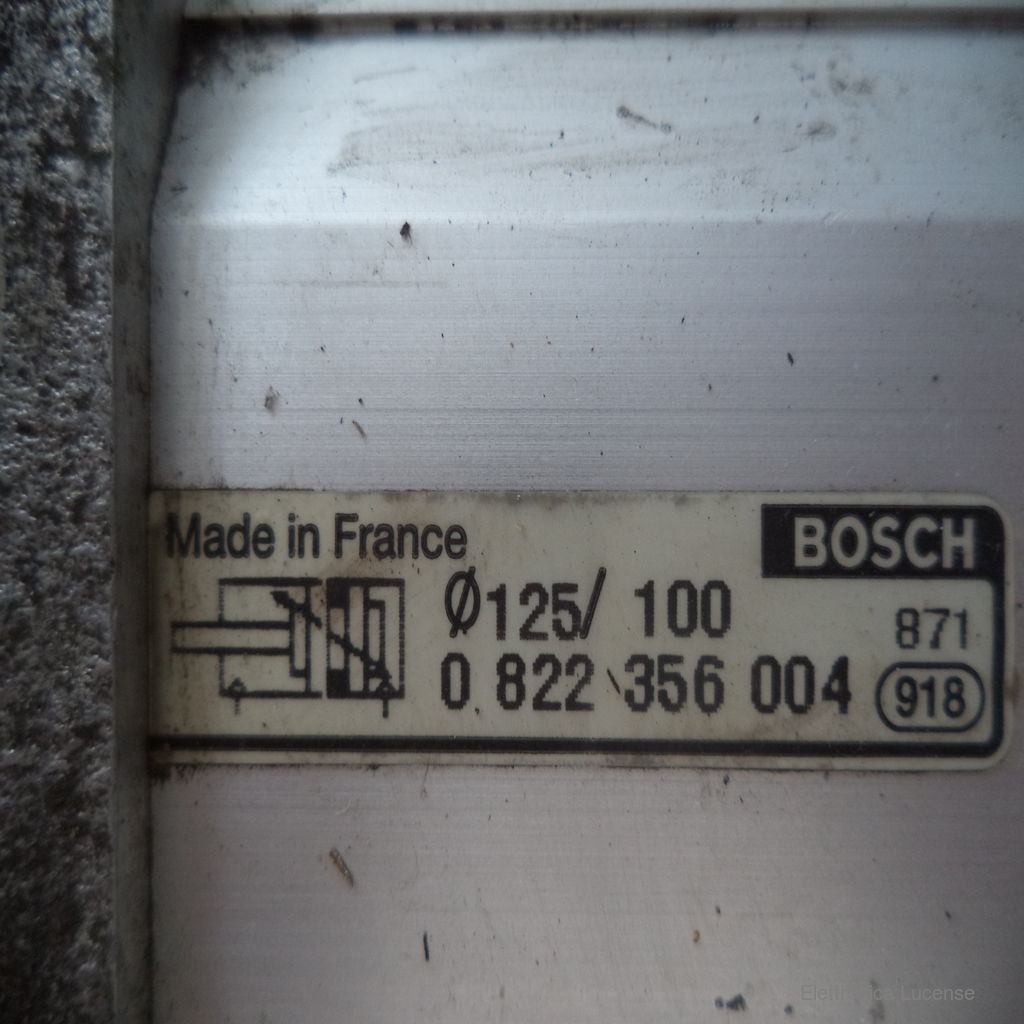 Made in France
BOSCH
Ø125/ 100
871
0 822 356 004
918
Elettronica Lucense